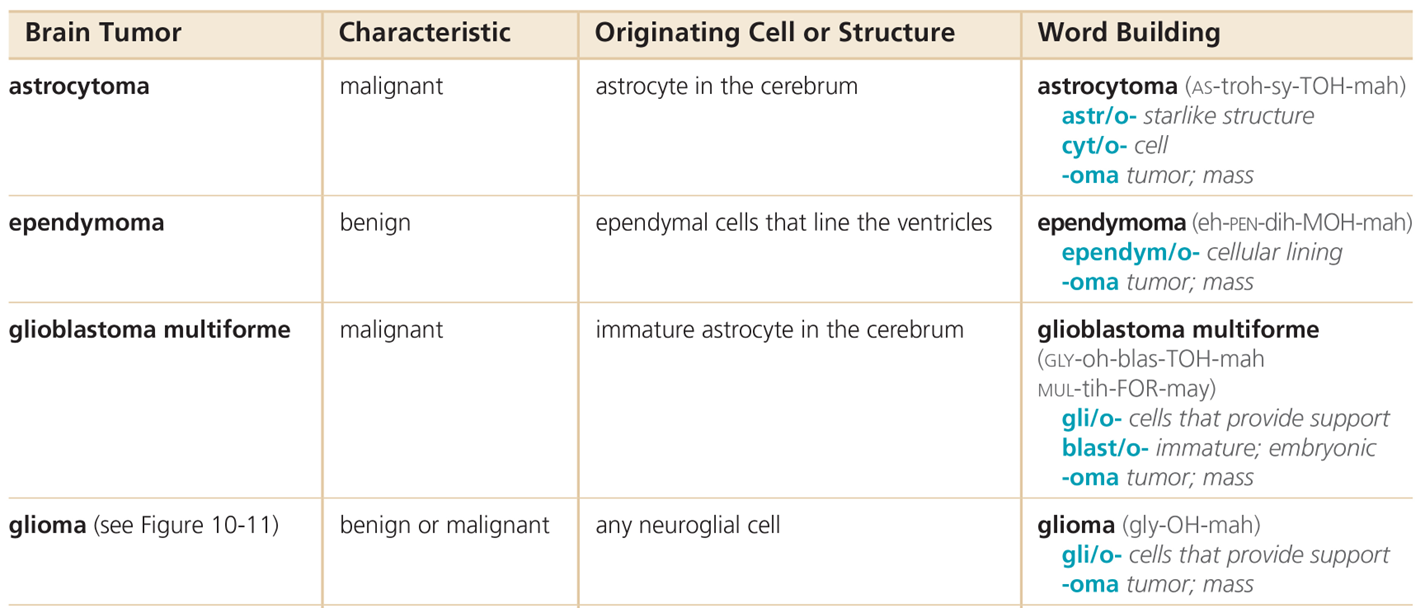 Brain Tumor Characteristic Originating Cell or Structure Word Building
astrocytoma malignant astrocyte in the cerebrum astrocytoma (AS-troh-sy-TOH-mah)
astr/o- starlike structure
cyt/o- cell
-oma tumor; mass
ependymoma benign ependymal cells that line the ventricles ependymoma (eh-PEN-dih-MOH-mah)
ependym/o- cellular lining
-oma tumor; mass
glioblastoma multiforme malignant immature astrocyte in the cerebrum glioblastoma multiforme
(GLY-oh-blas-TOH-mah
MUL-tih-FOR-may)
gli/o- cells that provide support
blast/o- immature; embryonic
-oma tumor; mass
glioma (see Figure 10-11) benign or malignant any neuroglial cell glioma (gly-OH-mah)
gli/o- cells that provide support
-oma tumor; mass